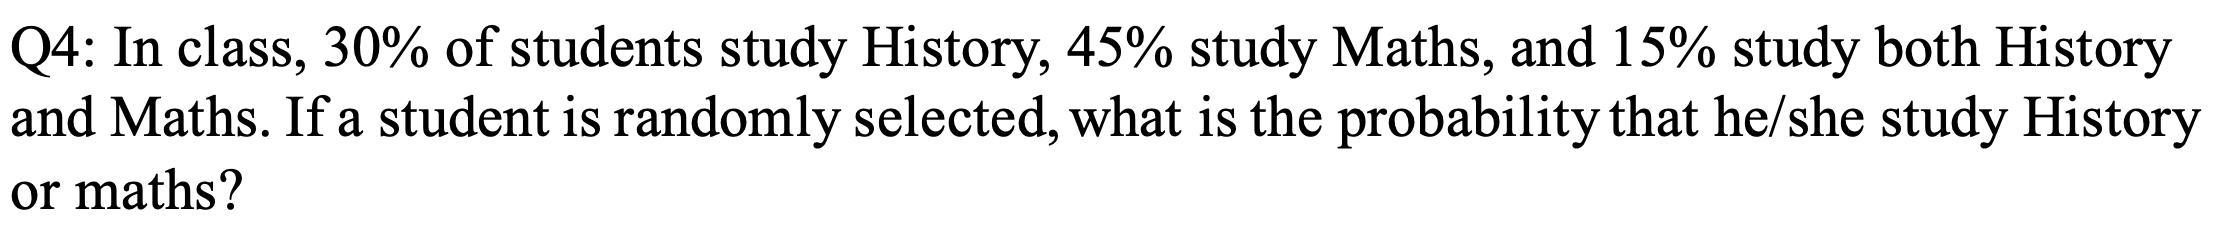 Q4: In class, 30% of students study History, 45% study Maths, and 15% study both History
and Maths. If a student is randomly selected, what is the probability that he/she study History
or maths?